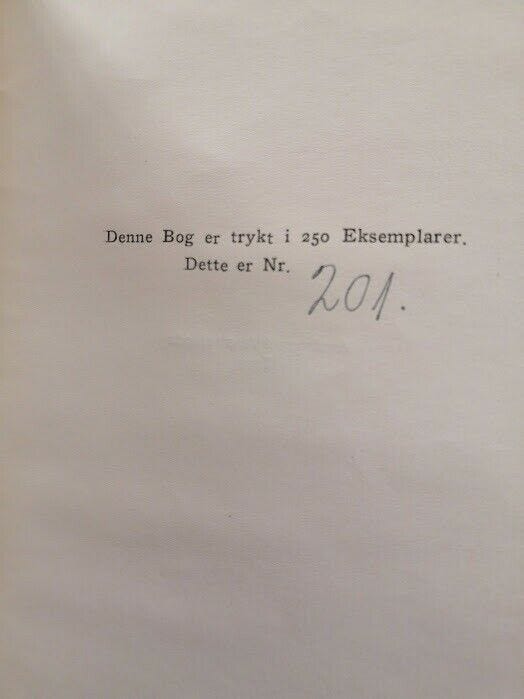 Denne Bog er trykt i 250 Eksemplarer.
Dette er Nr. 201.